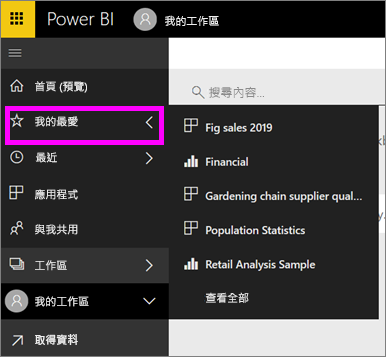 Power BI
我的工作區
首頁 (預覽)
搜尋內容...
我的最愛
Fig sales 2019
最近
Financial
應用程式
Gardening chain supplier qual...
與我共用
Population Statistics
工作區
Retail Analysis Sample
我的工作區
查看全部
取得資料